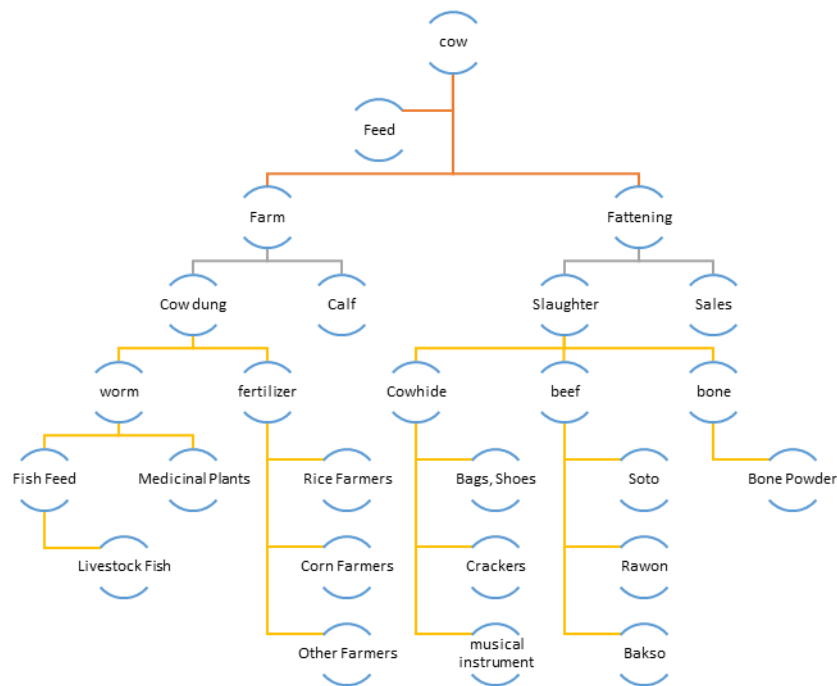 cow
Feed
Farm
Fattening
Cow dung
Calf
Slaughter
Sales
worm
fertilizer
Cowhide
beef
bone
Fish Feed
Medicinal Plants
Rice Farmers
Bags, Shoes
Soto
Bone Powder
Livestock Fish
Corn Farmers
Crackers
Rawon
Other Farmers
musical
instrument
Bakso